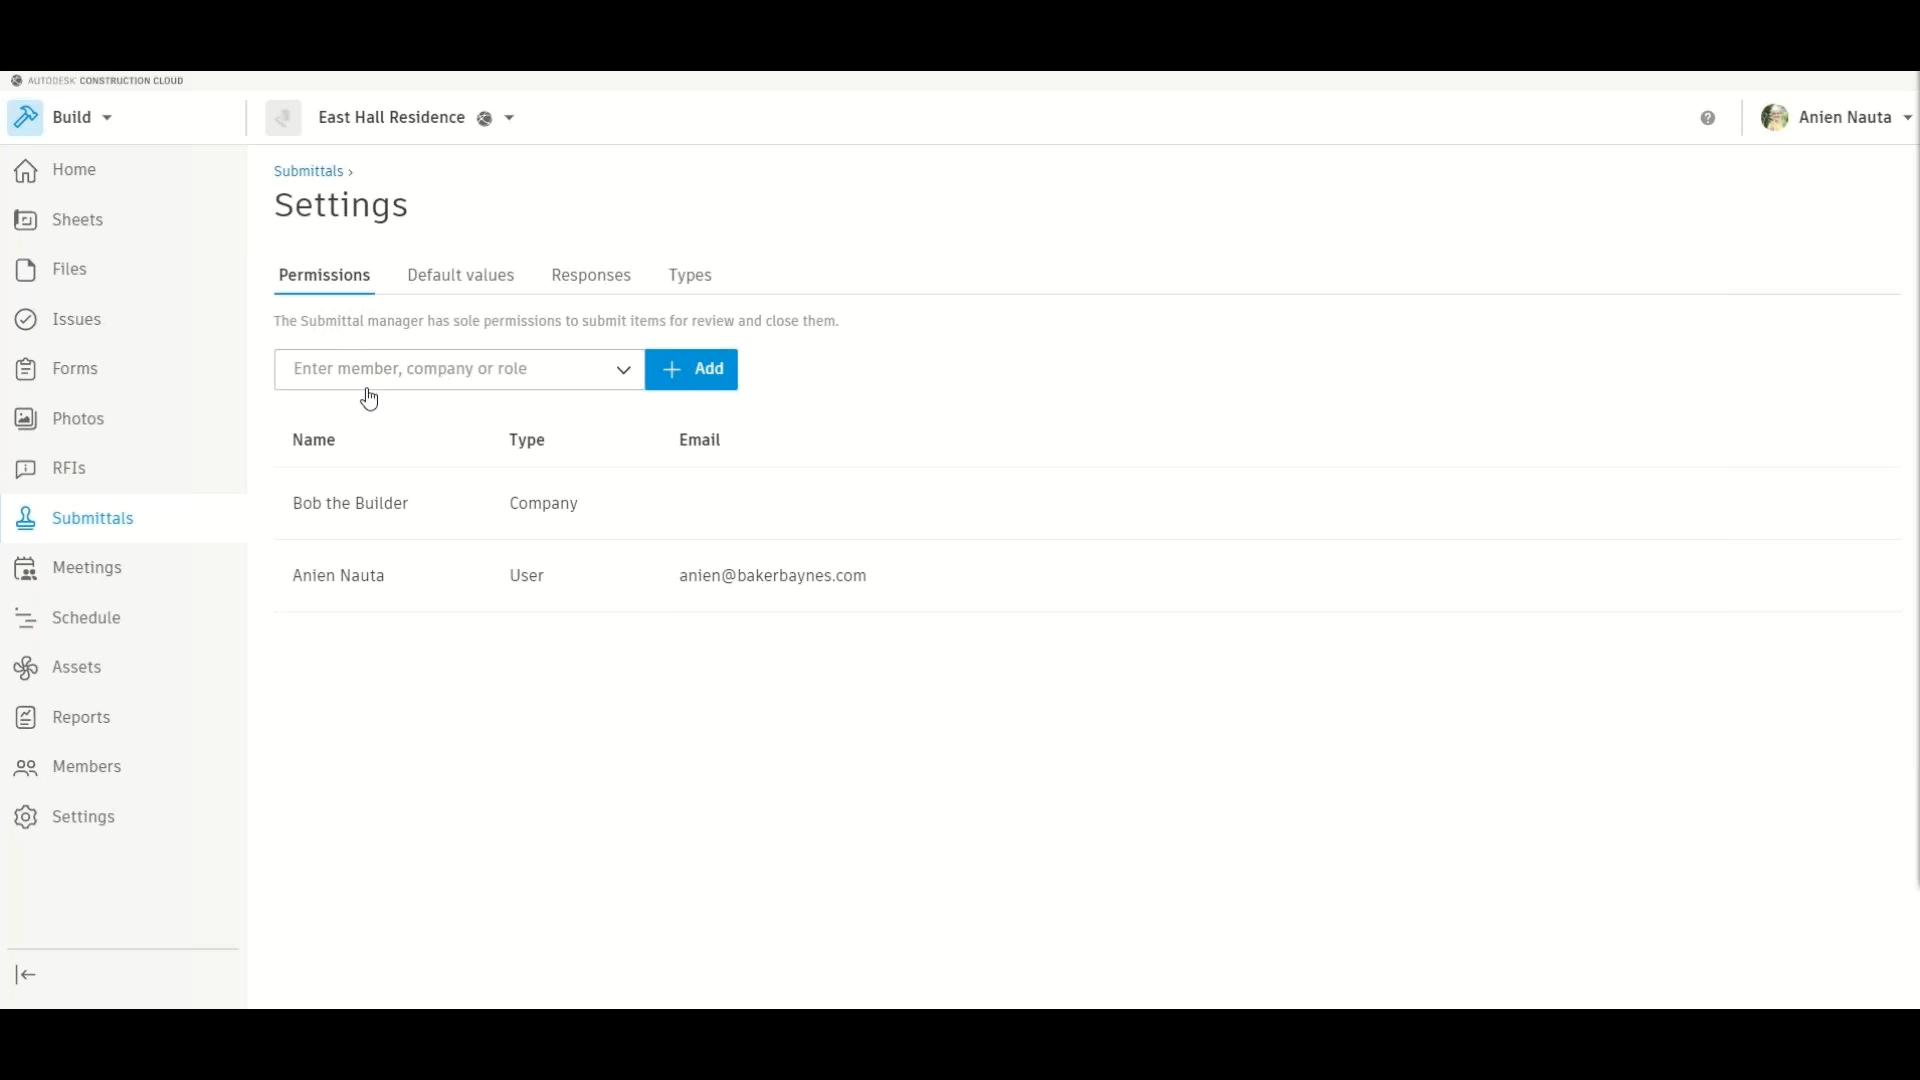 AUTODESK CONSTRUCTION CLOUD
Build
East Hall Residence
Anien Nauta
Home
Sheets
Files
Issues
Forms
Photos
RFIs
Submittals
Meetings
Schedule
Assets
Reports
Members
Settings
Submittals ›
Settings
Permissions Default values Responses Types
The Submittal manager has sole permissions to submit items for review and close them.
Enter member, company or role + Add
Name Type Email
Bob the Builder Company
Anien Nauta User anien@bakerbaynes.com